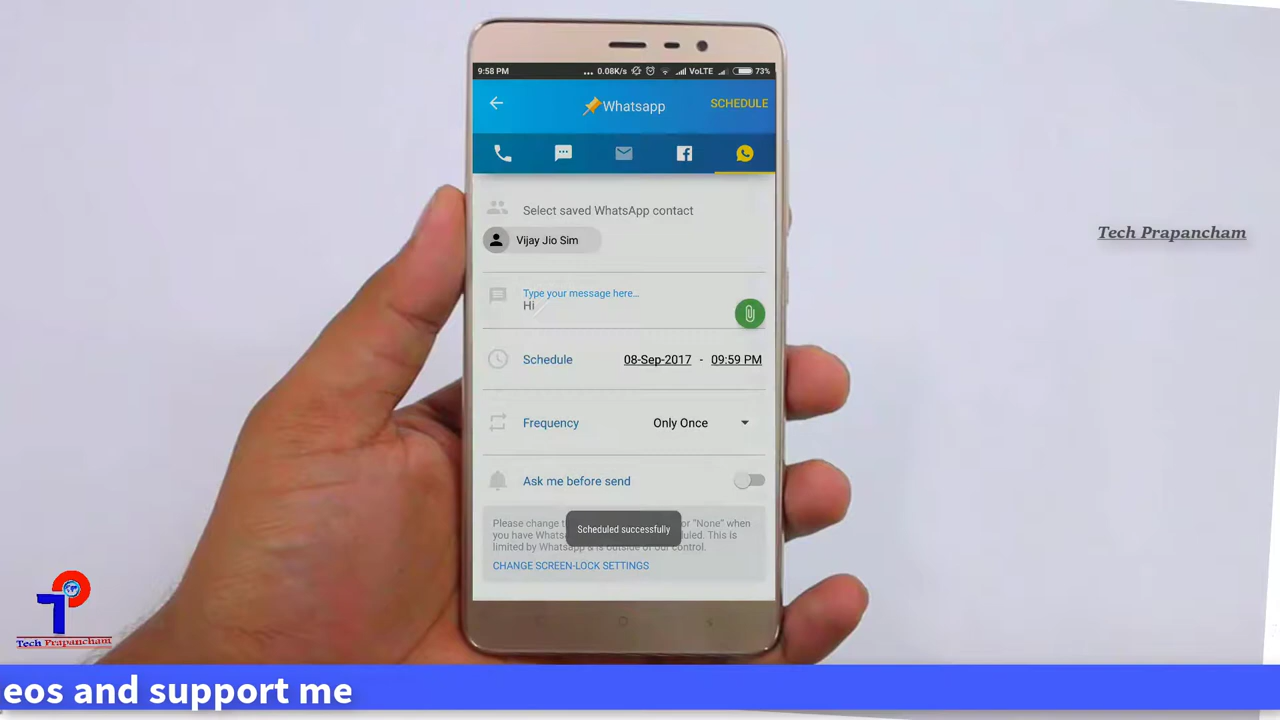 9:58 PM ... 0.08K/s VoLTE 73%
Whatsapp SCHEDULE
Select saved WhatsApp contact
Vijay Jio Sim
Type your message here...
Hi
Schedule 08-Sep-2017 - 09:59 PM
Frequency Only Once
Ask me before send
Please change or "None" when
you have Whats
limited by Whatsapp & is outside of our control.
Scheduled successfully
CHANGE SCREEN-LOCK SETTINGS
Tech Prapancham
Tech Prapancham
eos and support me